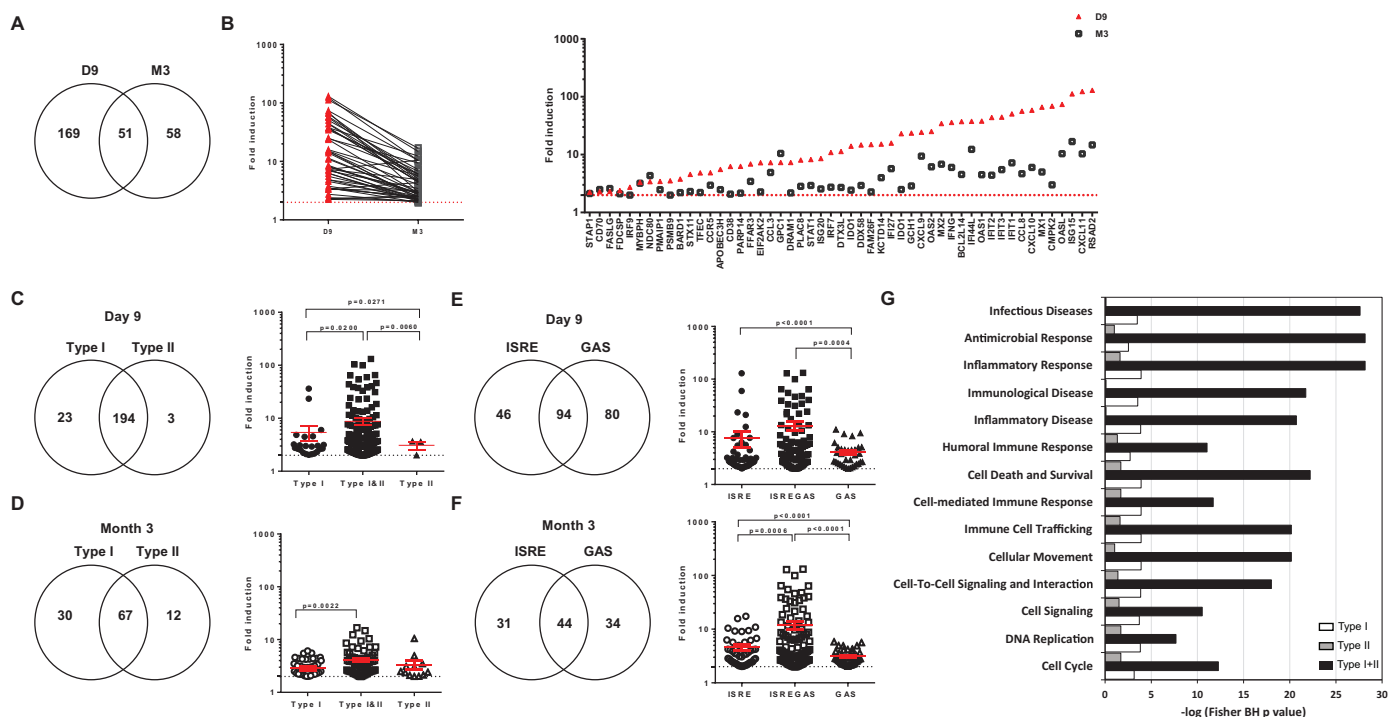 A
D9
M3
169
51
58
B
Fold induction
1000
100
10
1
D9
M3
D9
M3
Fold induction
1000
100
10
1
STAP1
CD70
FASLG
FDCSP
IRF9
MYBPH
NDC80
PMAIP1
PSMB9
BARD1
STX11
TFEC
CCR5
APOBEC3H
CD38
PARP14
FFAR3
EIF2AK2
CCL3
GPC1
DRAM1
PLAC8
STAT1
ISG20
IRF7
DTX3L
IDO1
DDX58
FAM26F
KCTD14
IFI27
IDO1
GCH1
CXCL9
OAS2
MX2
IFNG
BCL2L14
IFI44L
OAS1
IFIT2
IFIT3
IFIT1
CCL8
CXCL10
MX1
CMPK2
OASL
ISG15
CXCL11
RSAD2
C
Day 9
Type I
Type II
23
194
3
p=0.0271
p=0.0200
p=0.0060
Fold induction
1000
100
10
1
Type I
Type I&II
Type II
D
Month 3
Type I
Type II
30
67
12
p=0.0022
Fold induction
1000
100
10
1
Type I
Type I&II
Type II
E
Day 9
ISRE
GAS
46
94
80
p<0.0001
p=0.0004
Fold induction
1000
100
10
1
ISRE
ISREGAS
GAS
F
Month 3
ISRE
GAS
31
44
34
p<0.0001
p=0.0006
p<0.0001
Fold induction
1000
100
10
1
ISRE
ISREGAS
GAS
G
Infectious Diseases
Antimicrobial Response
Inflammatory Response
Immunological Disease
Inflammatory Disease
Humoral Immune Response
Cell Death and Survival
Cell-mediated Immune Response
Immune Cell Trafficking
Cellular Movement
Cell-To-Cell Signaling and Interaction
Cell Signaling
DNA Replication
Cell Cycle
Type I
Type II
Type I+II
0 5 10 15 20 25 30
-log (Fisher BH p value)